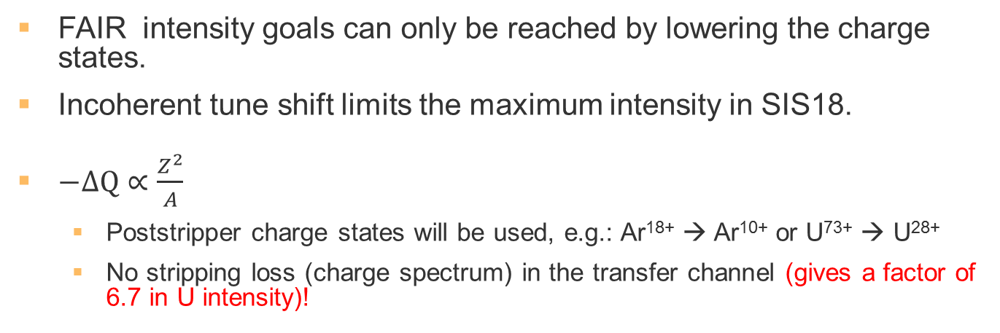 ▪ FAIR intensity goals can only be reached by lowering the charge
states.
▪ Incoherent tune shift limits the maximum intensity in SIS18.
▪ −ΔQ ∝ Z²/A
▪ Poststripper charge states will be used, e.g.: Ar¹⁸⁺ → Ar¹⁰⁺ or U⁷³⁺ → U²⁸⁺
▪ No stripping loss (charge spectrum) in the transfer channel (gives a factor of
6.7 in U intensity)!